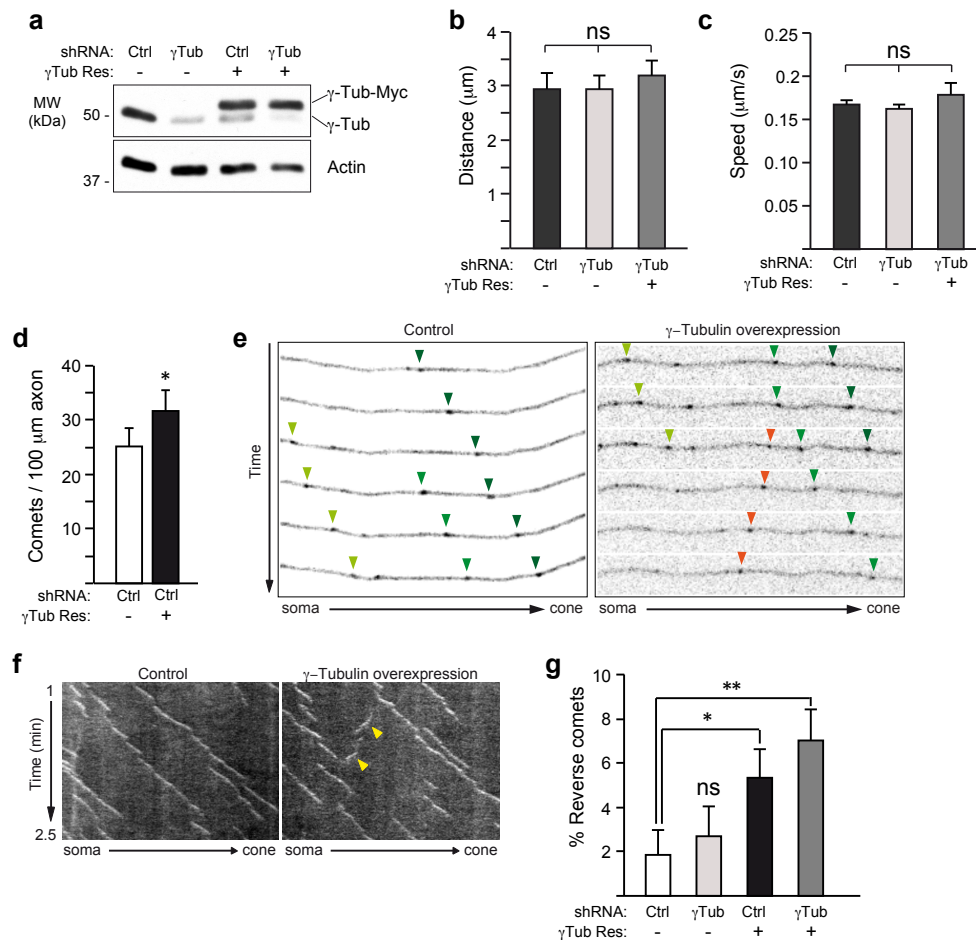 a
shRNA: Ctrl γTub Ctrl γTub
γTub Res: - - + +
MW
(kDa)
50 -
37 -
γ-Tub-Myc
γ-Tub
Actin
b
ns
Distance (μm)
4
3
2
1
shRNA: Ctrl γTub γTub
γTub Res: - - +
c
ns
Speed (μm/s)
0.25
0.20
0.15
0.10
0.05
shRNA: Ctrl γTub γTub
γTub Res: - - +
d
Comets / 100 μm axon
40
30
20
10
*
shRNA: Ctrl Ctrl
γTub Res: - +
e
Control
γ–Tubulin overexpression
Time
soma cone
soma cone
f
Control
γ–Tubulin overexpression
Time (min)
1
2.5
soma cone
soma cone
g
% Reverse comets
10
8
6
4
2
**
*
ns
shRNA: Ctrl γTub Ctrl γTub
γTub Res: - - + +